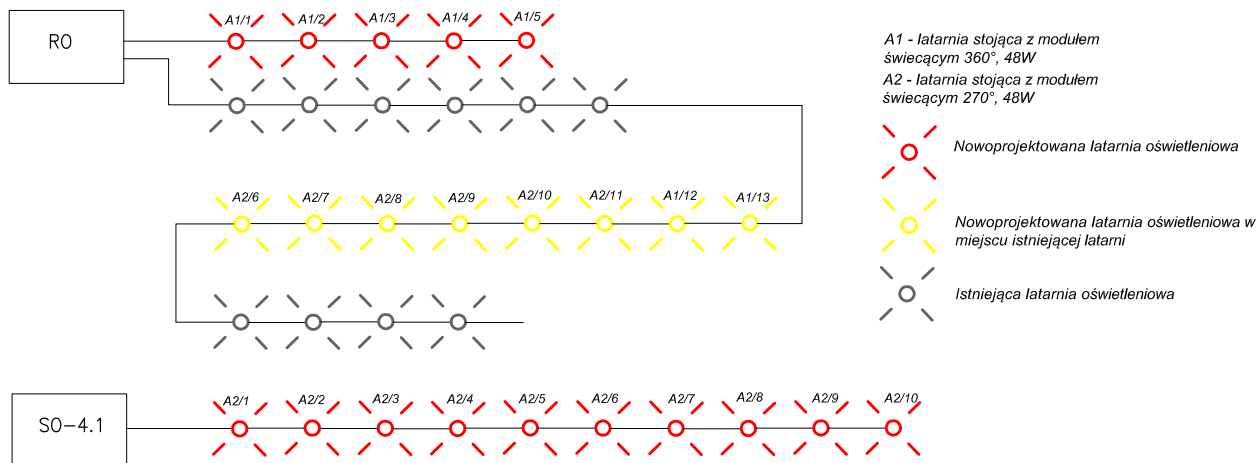 R0
A1/1 A1/2 A1/3 A1/4 A1/5
A1 - latarnia stojąca z modułem
świecącym 360°, 48W
A2 - latarnia stojąca z modułem
świecącym 270°, 48W
Nowoprojektowana latarnia oświetleniowa
A2/6 A2/7 A2/8 A2/9 A2/10 A2/11 A1/12 A1/13
Nowoprojektowana latarnia oświetleniowa w
miejscu istniejącej latarni
Istniejąca latarnia oświetleniowa
S0-4.1
A2/1 A2/2 A2/3 A2/4 A2/5 A2/6 A2/7 A2/8 A2/9 A2/10